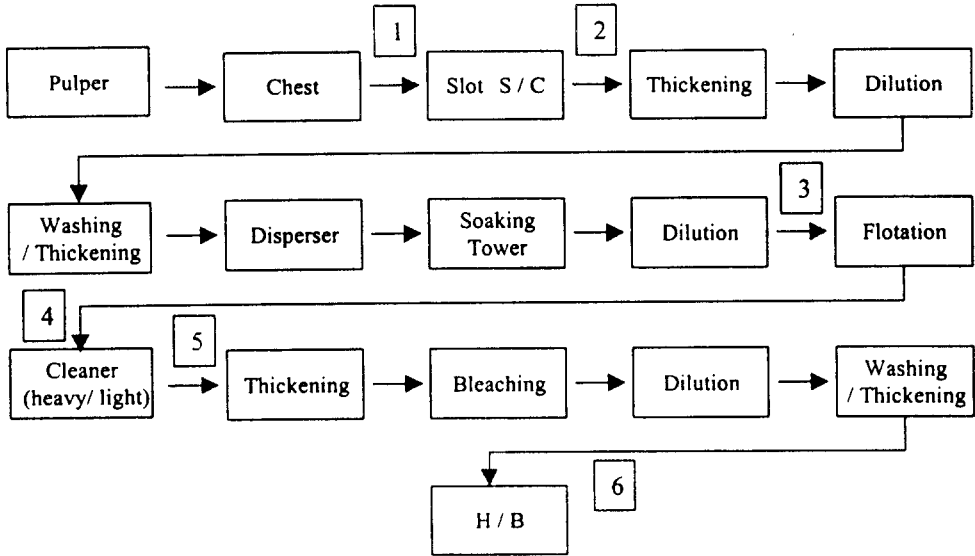 1
2
Pulper
Chest
Slot S / C
Thickening
Dilution
3
Washing
/ Thickening
Disperser
Soaking
Tower
Dilution
Flotation
4
5
Cleaner
(heavy/ light)
Thickening
Bleaching
Dilution
Washing
/ Thickening
6
H / B